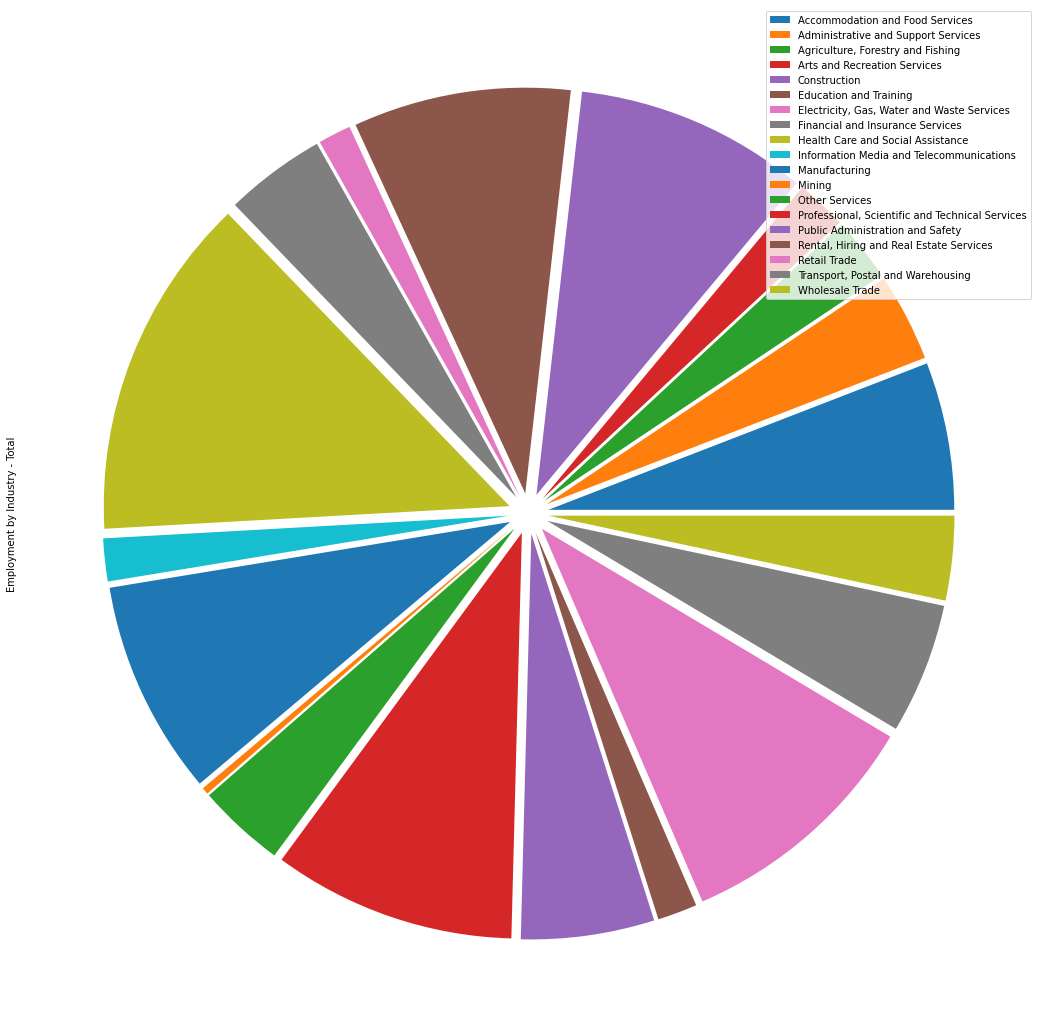 Accommodation and Food Services
Administrative and Support Services
Agriculture, Forestry and Fishing
Arts and Recreation Services
Construction
Education and Training
Electricity, Gas, Water and Waste Services
Financial and Insurance Services
Health Care and Social Assistance
Information Media and Telecommunications
Manufacturing
Mining
Other Services
Professional, Scientific and Technical Services
Public Administration and Safety
Rental, Hiring and Real Estate Services
Retail Trade
Transport, Postal and Warehousing
Wholesale Trade
Employment by Industry - Total